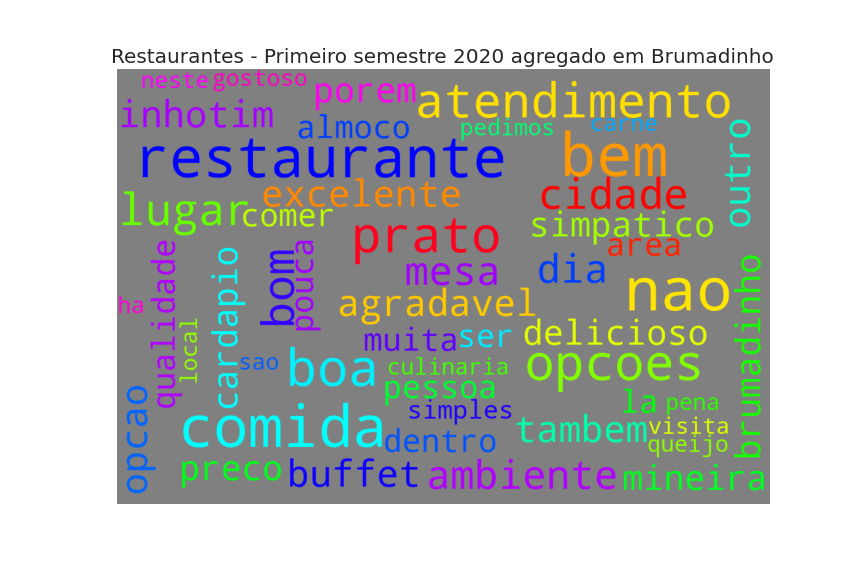 Restaurantes - Primeiro semestre 2020 agregado em Brumadinho
neste
gostoso
porem
atendimento
inhotim
almoco
pedimos
carne
restaurante
bem
outro
excelente
cidade
lugar
comer
prato
simpatico
area
qualidade
cardapio
bom
pouca
mesa
dia
nao
ha
agradavel
local
muita
ser
delicioso
brumadinho
sao
boa
culinaria
opcoes
pessoa
opcao
comida
simples
la
pena
dentro
tambem
visita
queijo
preco
buffet
ambiente
mineira